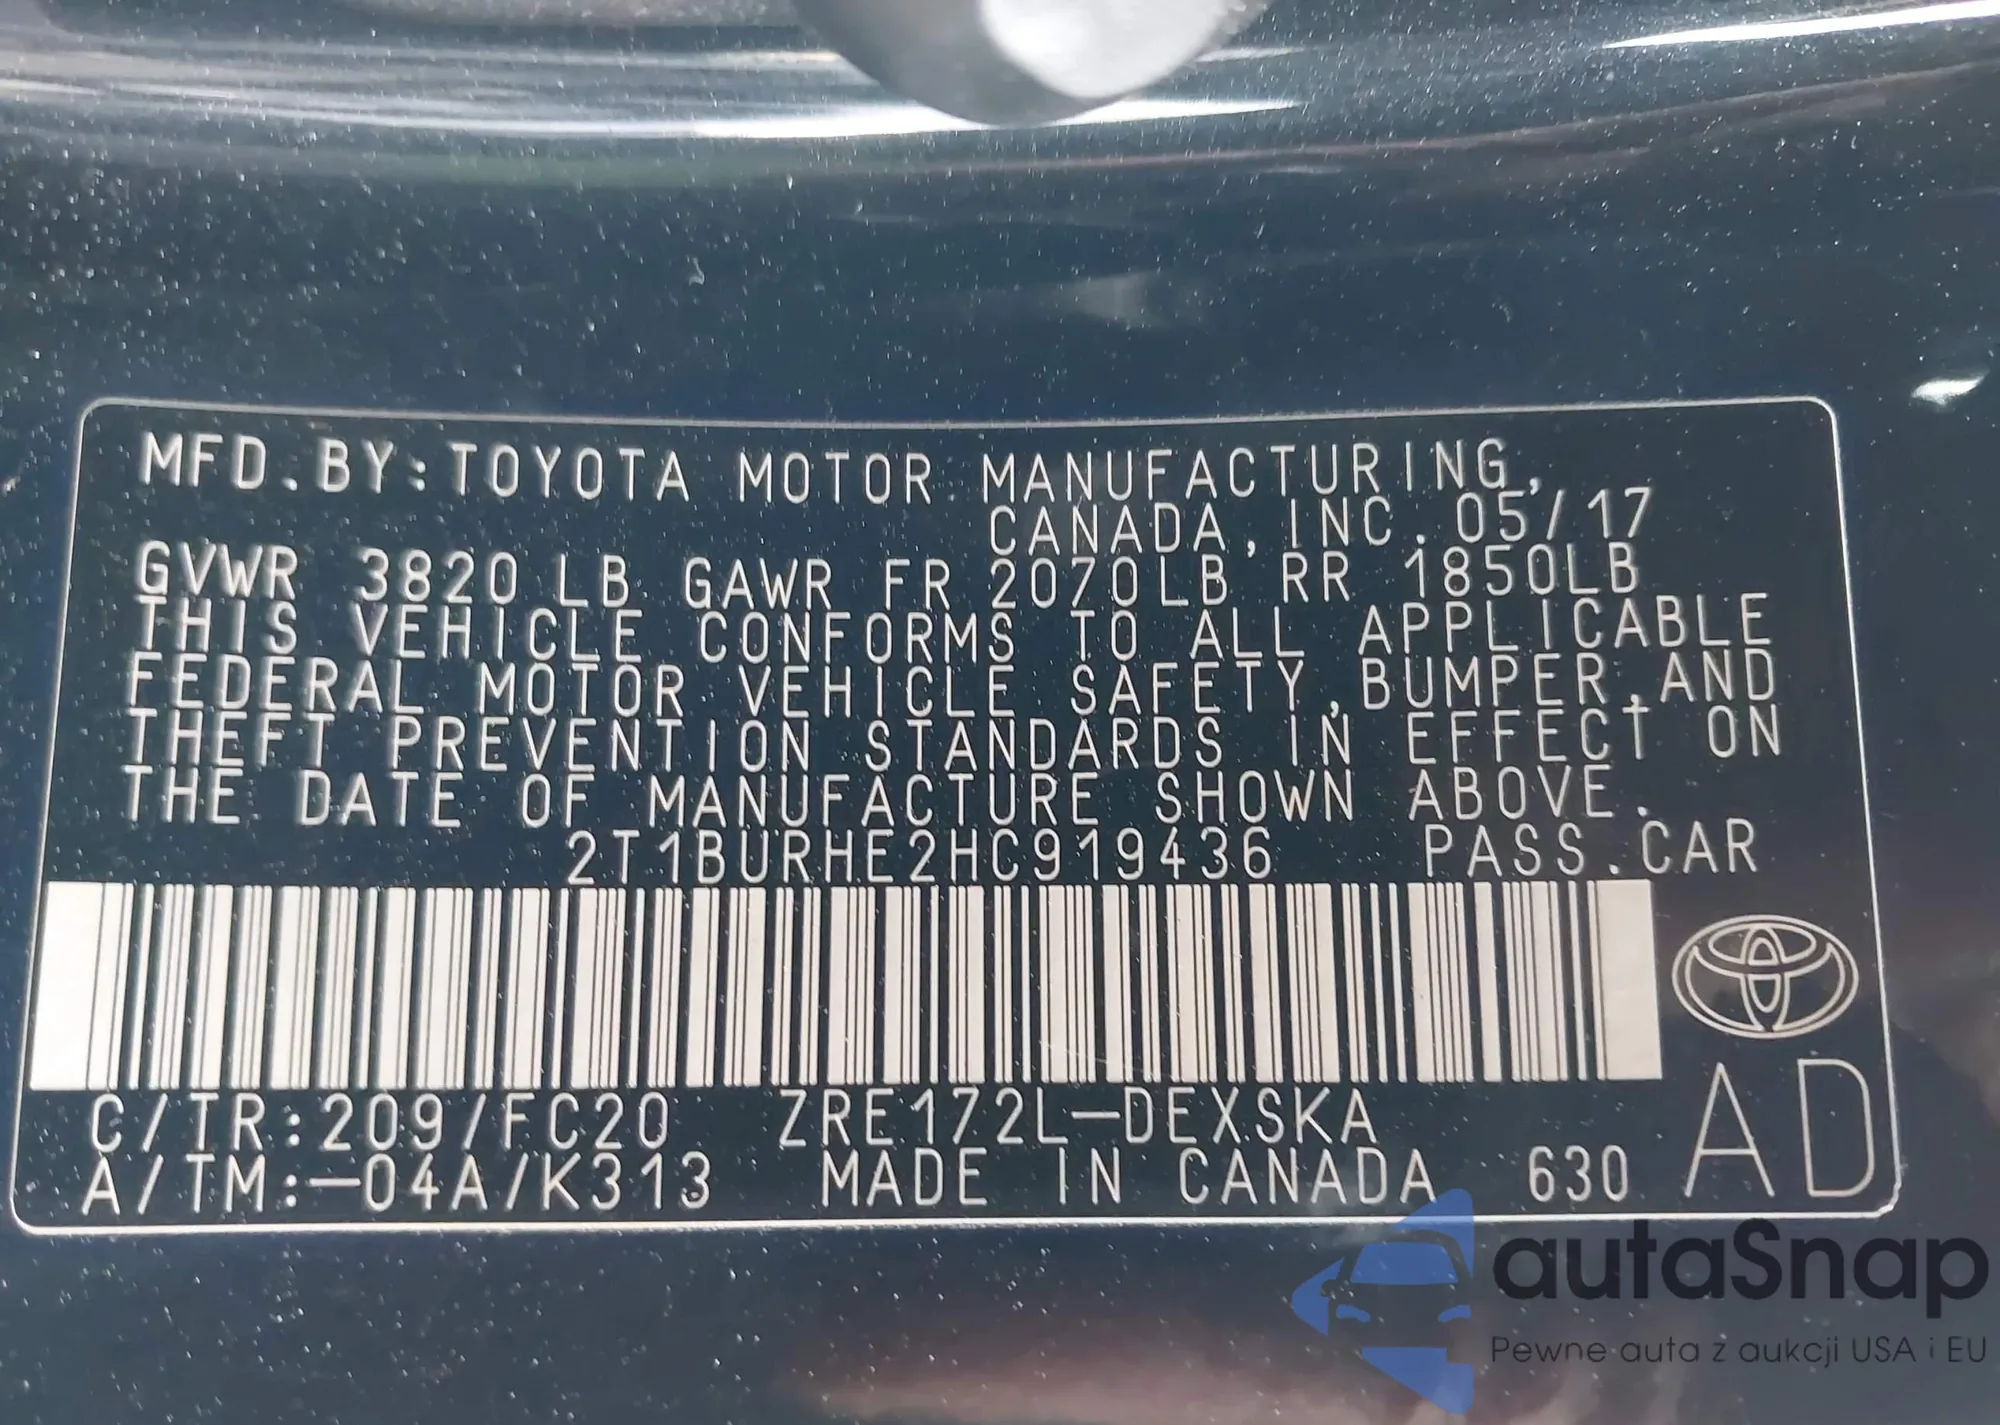 MFD.BY:TOYOTA MOTOR MANUFACTURING,
CANADA,INC.05/17
GVWR 3820 LB GAWR FR 2070LB RR 1850LB
THIS VEHICLE CONFORMS TO ALL APPLICABLE
FEDERAL MOTOR VEHICLE SAFETY,BUMPER,AND
THEFT PREVENTION STANDARDS IN EFFECT ON
THE DATE OF MANUFACTURE SHOWN ABOVE.
2T1BURHE2HC919436 PASS.CAR
C/TR:209/FC20 ZRE172L-DEXSKA
A/TM:-04A/K313 MADE IN CANADA 630 AD
autaSnap
Pewne auta z aukcji USA i EU